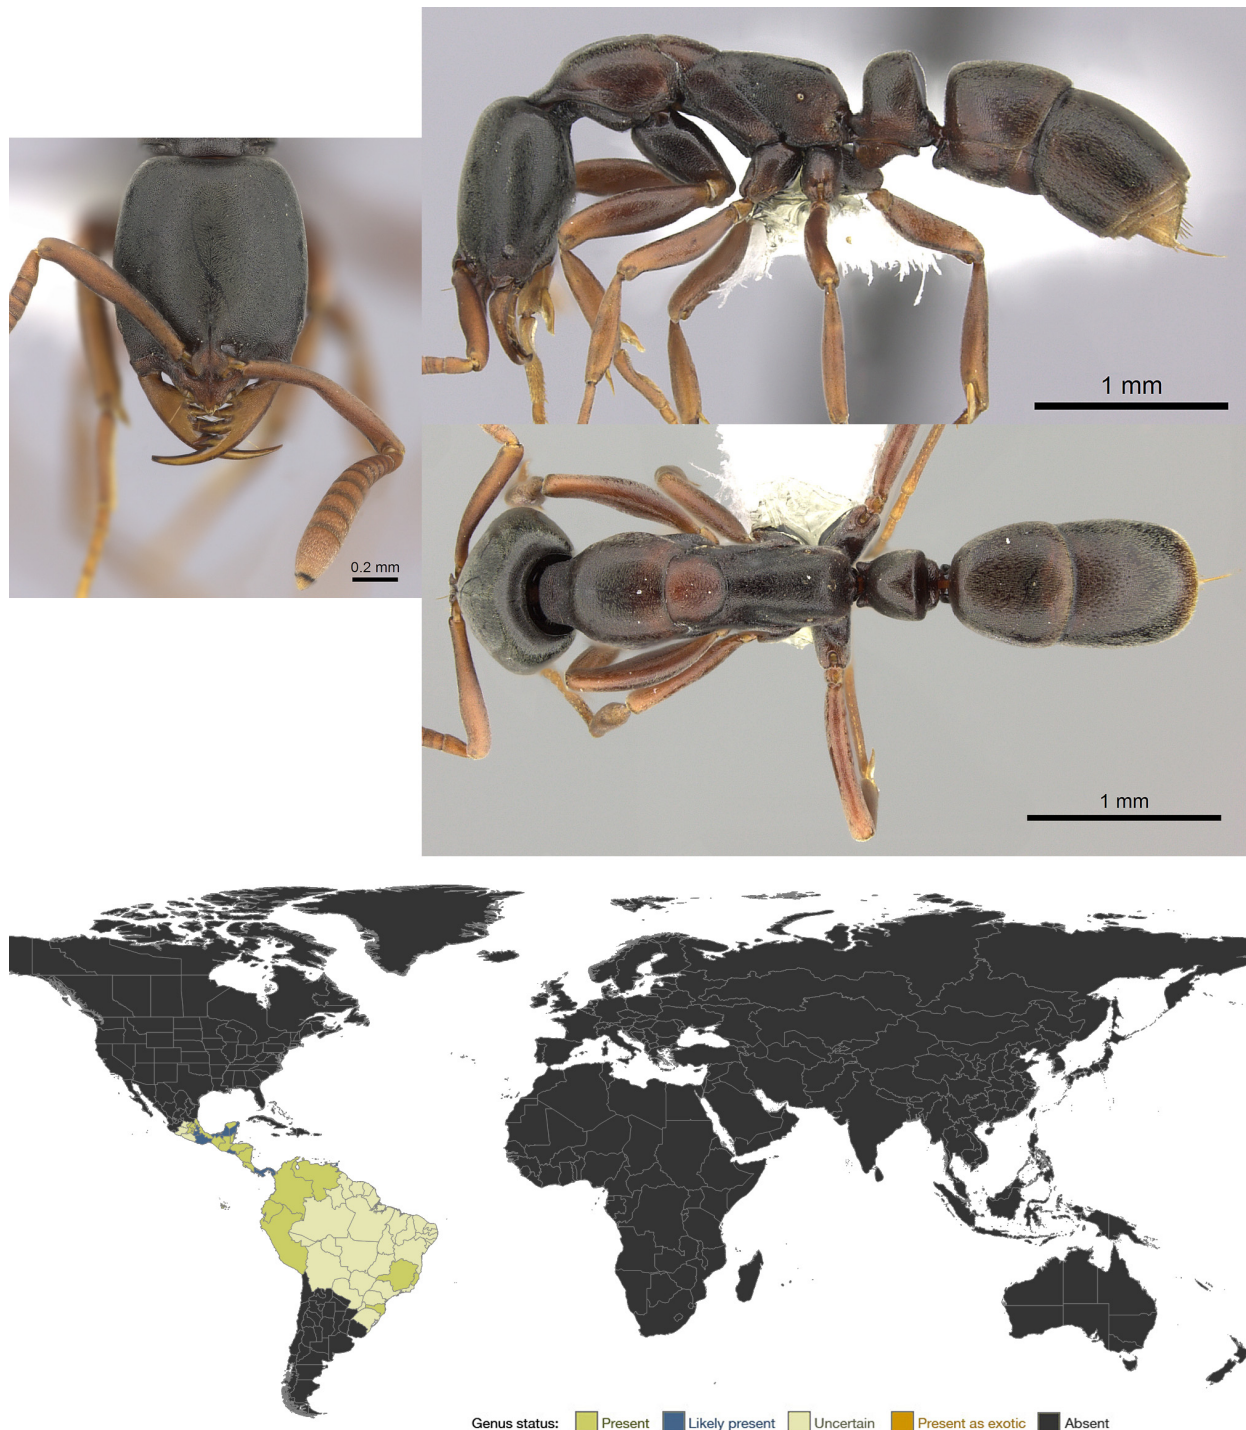 1 mm
0.2 mm
1 mm
Genus status: Present Likely present Uncertain Present as exotic Absent